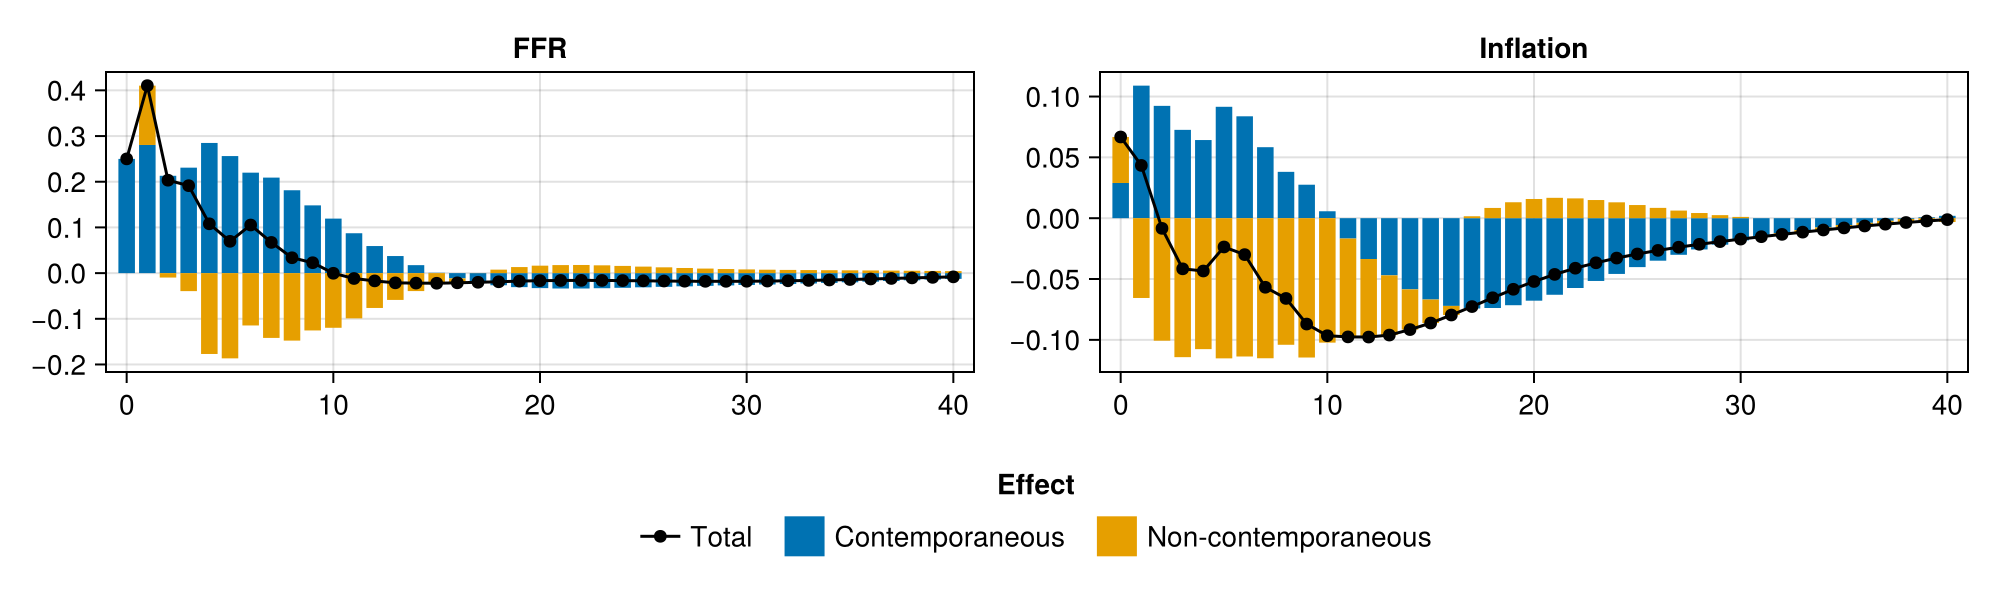 FFR
0.4
0.3
0.2
0.1
0.0
−0.1
−0.2
0 10 20 30 40
Inflation
0.10
0.05
0.00
−0.05
−0.10
0 10 20 30 40
Effect
Total Contemporaneous Non-contemporaneous